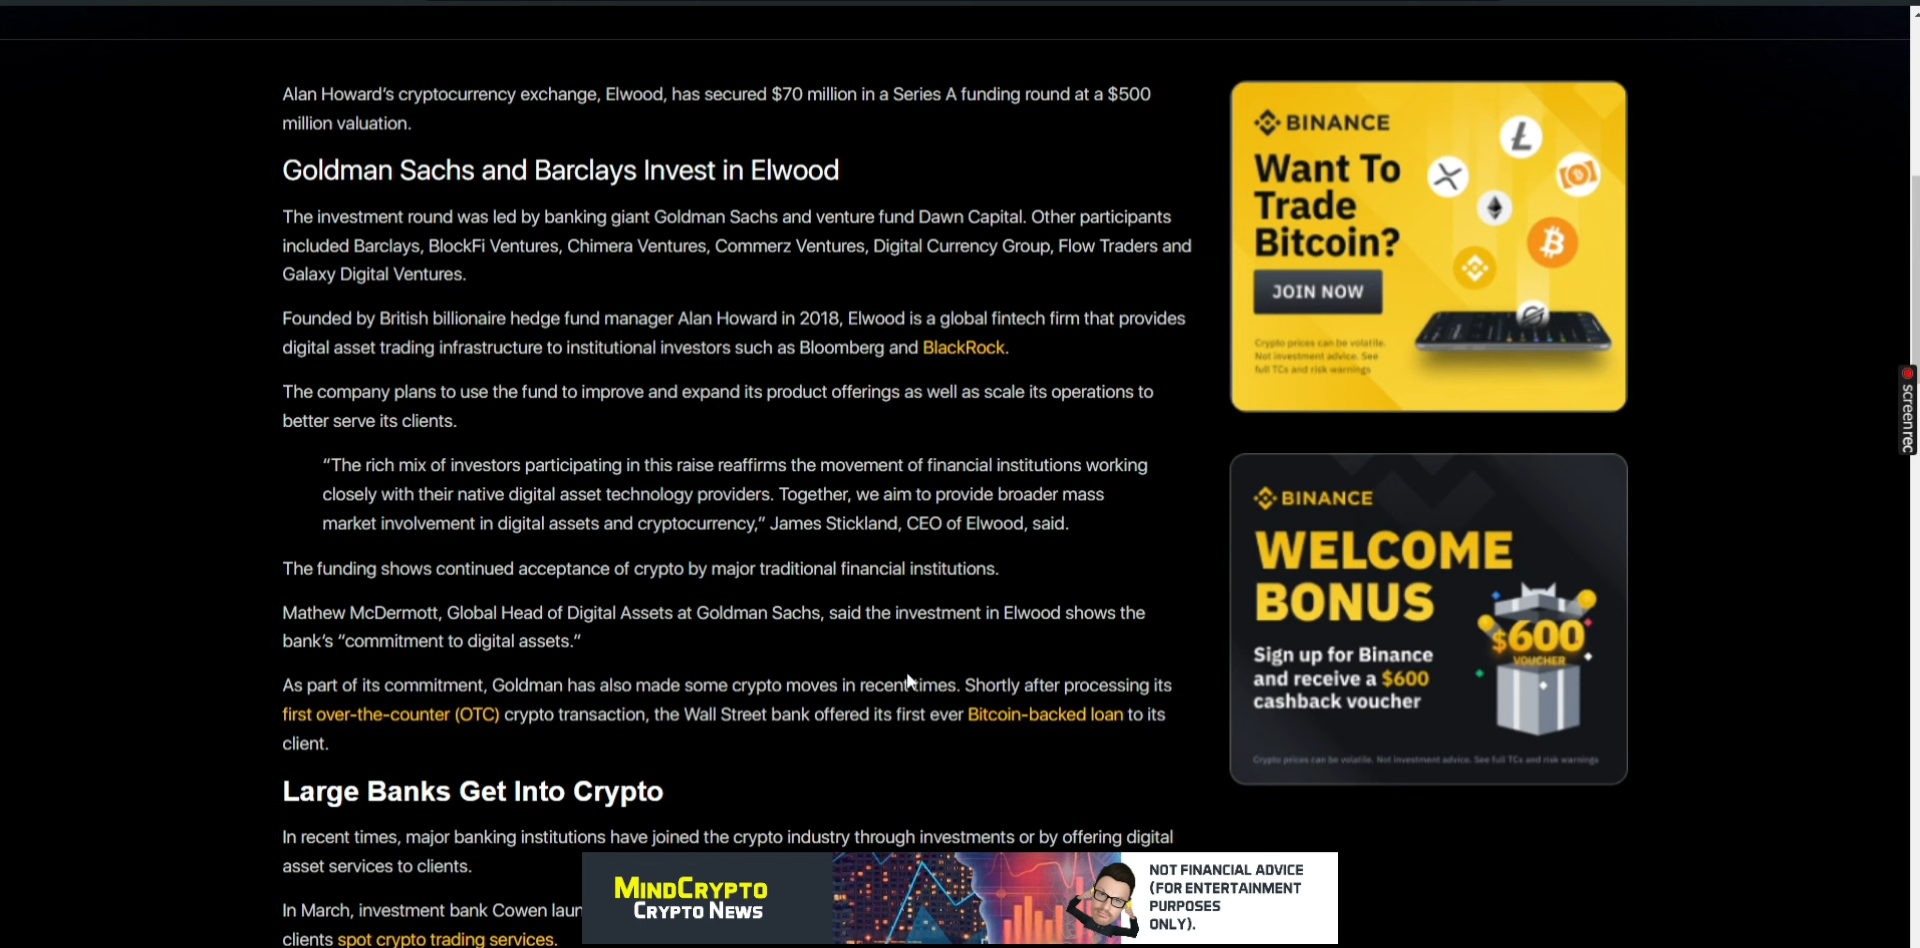 Alan Howard's cryptocurrency exchange, Elwood, has secured $70 million in a Series A funding round at a $500
million valuation.
Goldman Sachs and Barclays Invest in Elwood
The investment round was led by banking giant Goldman Sachs and venture fund Dawn Capital. Other participants
included Barclays, BlockFi Ventures, Chimera Ventures, Commerz Ventures, Digital Currency Group, Flow Traders and
Galaxy Digital Ventures.
Founded by British billionaire hedge fund manager Alan Howard in 2018, Elwood is a global fintech firm that provides
digital asset trading infrastructure to institutional investors such as Bloomberg and BlackRock.
The company plans to use the fund to improve and expand its product offerings as well as scale its operations to
better serve its clients.
“The rich mix of investors participating in this raise reaffirms the movement of financial institutions working
closely with their native digital asset technology providers. Together, we aim to provide broader mass
market involvement in digital assets and cryptocurrency,” James Stickland, CEO of Elwood, said.
The funding shows continued acceptance of crypto by major traditional financial institutions.
Mathew McDermott, Global Head of Digital Assets at Goldman Sachs, said the investment in Elwood shows the
bank's “commitment to digital assets.”
As part of its commitment, Goldman has also made some crypto moves in recent times. Shortly after processing its
first over-the-counter (OTC) crypto transaction, the Wall Street bank offered its first ever Bitcoin-backed loan to its
client.
Large Banks Get Into Crypto
In recent times, major banking institutions have joined the crypto industry through investments or by offering digital
asset services to clients.
In March, investment bank Cowen laun
clients spot crypto trading services.
BINANCE
Want To
Trade
Bitcoin?
JOIN NOW
Crypto prices can be volatile.
Not investment advice. See
full TCs and risk warnings
BINANCE
WELCOME
BONUS
Sign up for Binance
and receive a $600
cashback voucher
$600
VOUCHER
Crypto prices can be volatile. Not investment advice. See full TCs and risk warnings
screenrec
MINDCRYPTO
CRYPTO NEWS
NOT FINANCIAL ADVICE
(FOR ENTERTAINMENT
PURPOSES
ONLY).